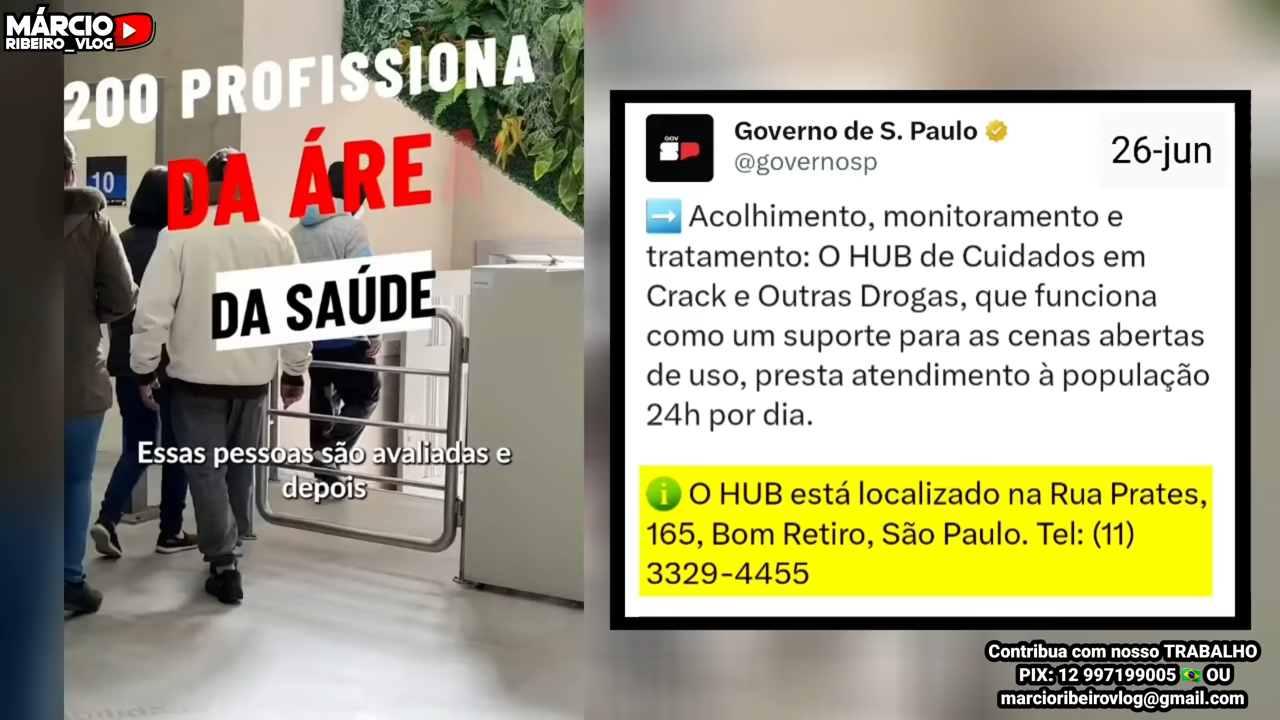 MÁRCIO
RIBEIRO_VLOG
200 PROFISSIONA
DA ÁREA
DA SAÚDE
10
Essas pessoas são avaliadas e
depois
GOV
SP
Governo de S. Paulo
@governosp
26-jun
➡️ Acolhimento, monitoramento e
tratamento: O HUB de Cuidados em
Crack e Outras Drogas, que funciona
como um suporte para as cenas abertas
de uso, presta atendimento à população
24h por dia.
ℹ️ O HUB está localizado na Rua Prates,
165, Bom Retiro, São Paulo. Tel: (11)
3329-4455
Contribua com nosso TRABALHO
PIX: 12 997199005 🇧🇷 OU
marcioribeirovlog@gmail.com